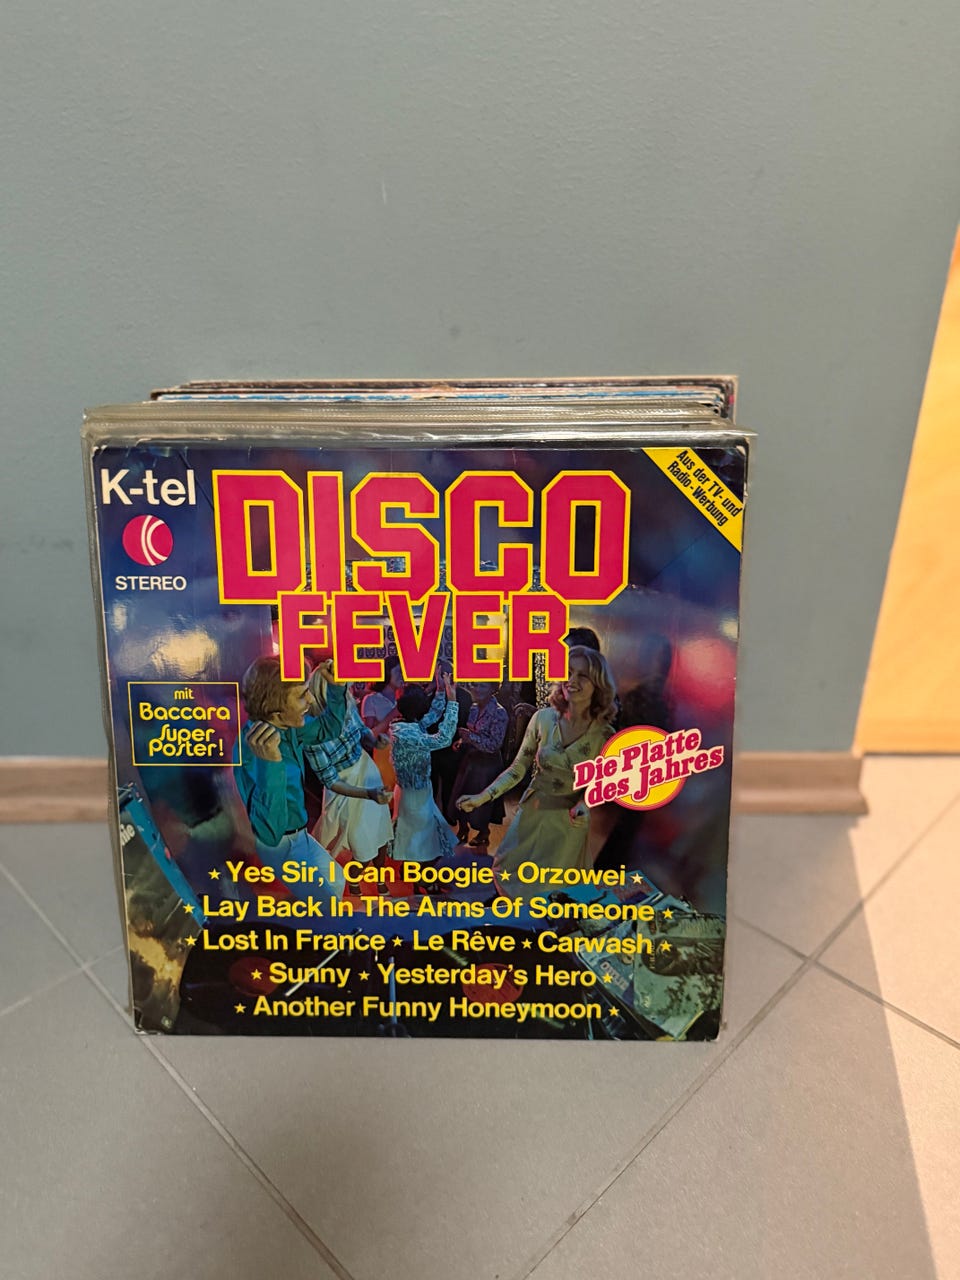 K-tel
STEREO
DISCO
FEVER
Aus der TV- und
Radio-Werbung
mit
Baccara
Super
Poster!
Die Platte
des Jahres
★ Yes Sir, I Can Boogie ★ Orzowei ★
★ Lay Back In The Arms Of Someone ★
★ Lost In France ★ Le Rêve ★ Carwash ★
★ Sunny ★ Yesterday's Hero ★
★ Another Funny Honeymoon ★